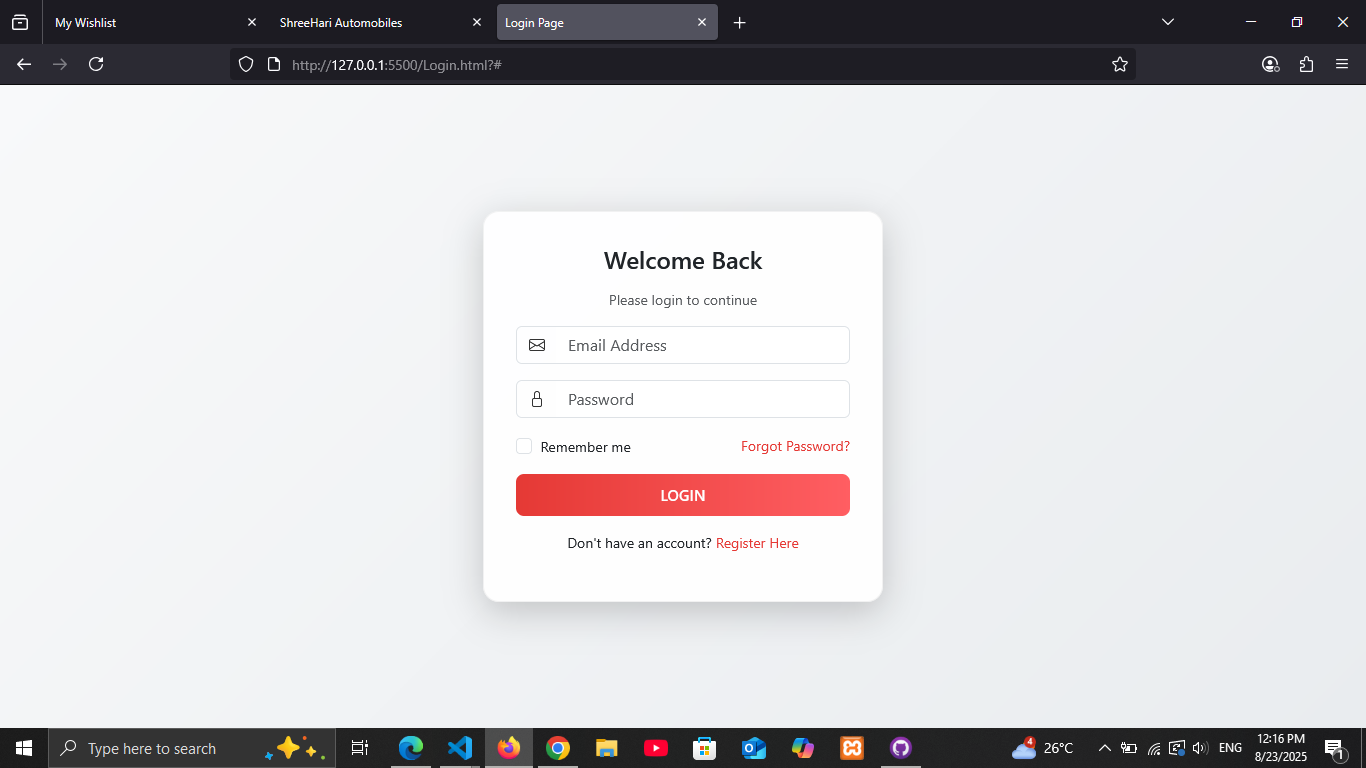 My Wishlist
ShreeHari Automobiles
Login Page
http://127.0.0.1:5500/Login.html?#
Welcome Back
Please login to continue
Email Address
Password
Remember me
Forgot Password?
LOGIN
Don't have an account? Register Here
Type here to search
4
26°C
ENG
12:16 PM
8/23/2025
1